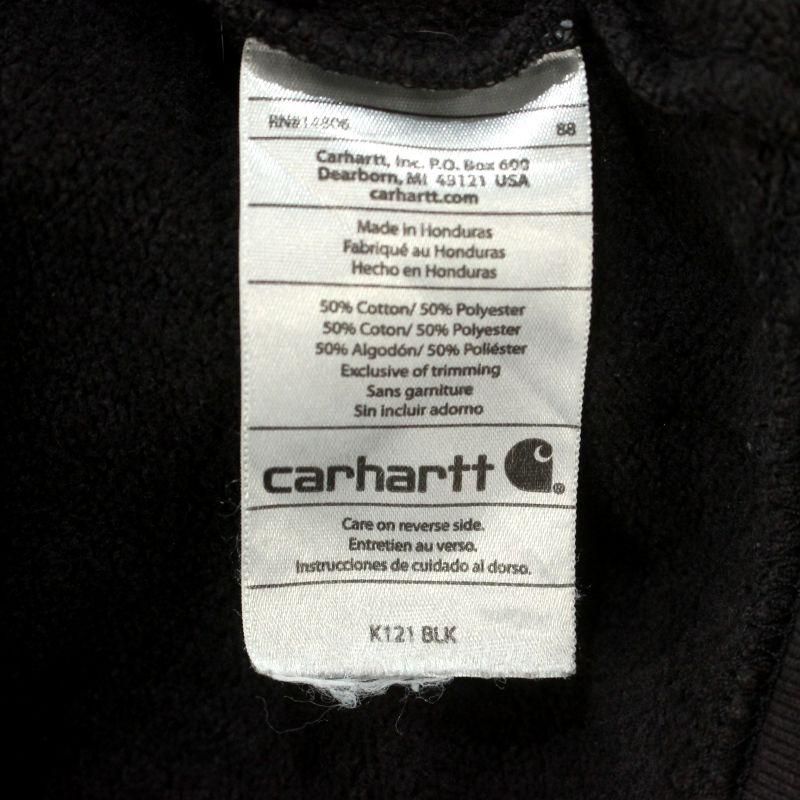 RN#14806 88
Carhartt, Inc. P.O. Box 600
Dearborn, MI 48121 USA
carhartt.com
Made in Honduras
Fabriqué au Honduras
Hecho en Honduras
50% Cotton/ 50% Polyester
50% Coton/ 50% Polyester
50% Algodón/ 50% Poliéster
Exclusive of trimming
Sans garniture
Sin incluir adorno
carhartt®
Care on reverse side.
Entretien au verso.
Instrucciones de cuidado al dorso.
K121 BLK